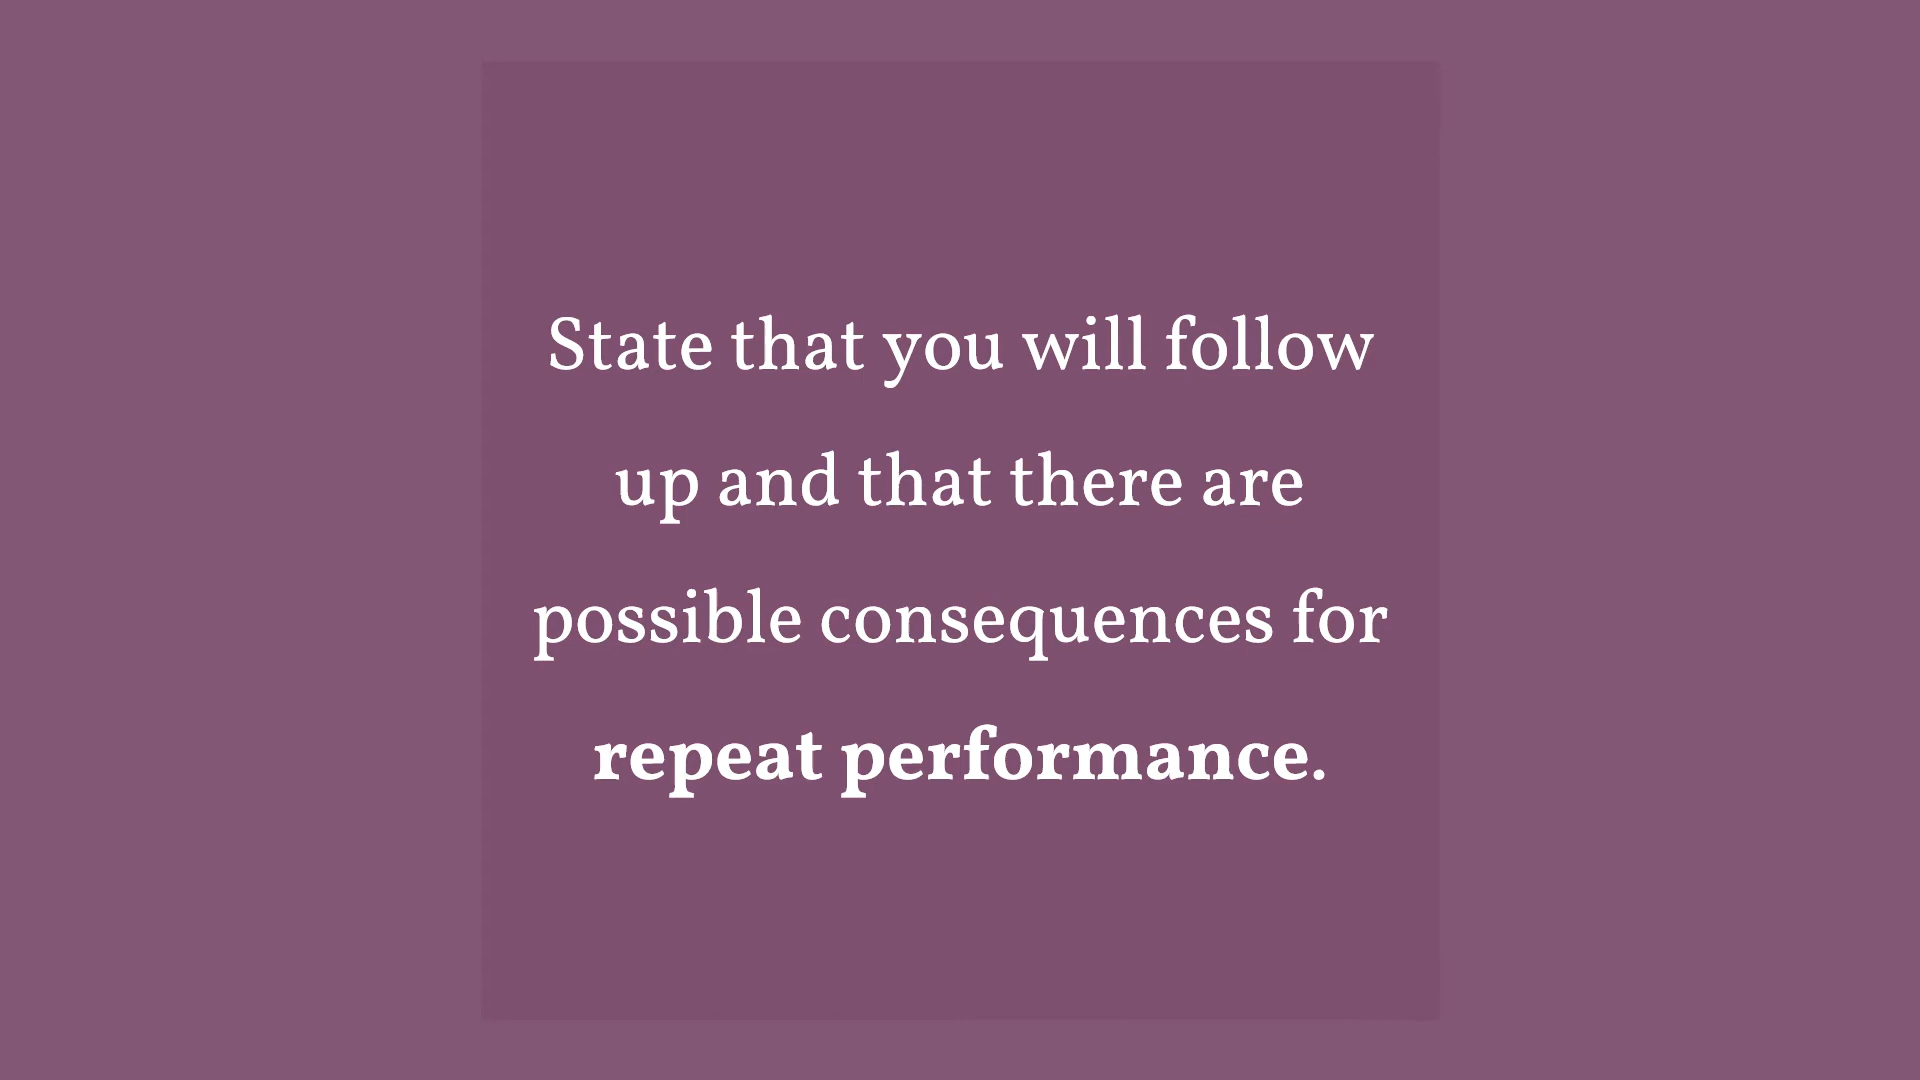 State that you will follow
up and that there are
possible consequences for
repeat performance.